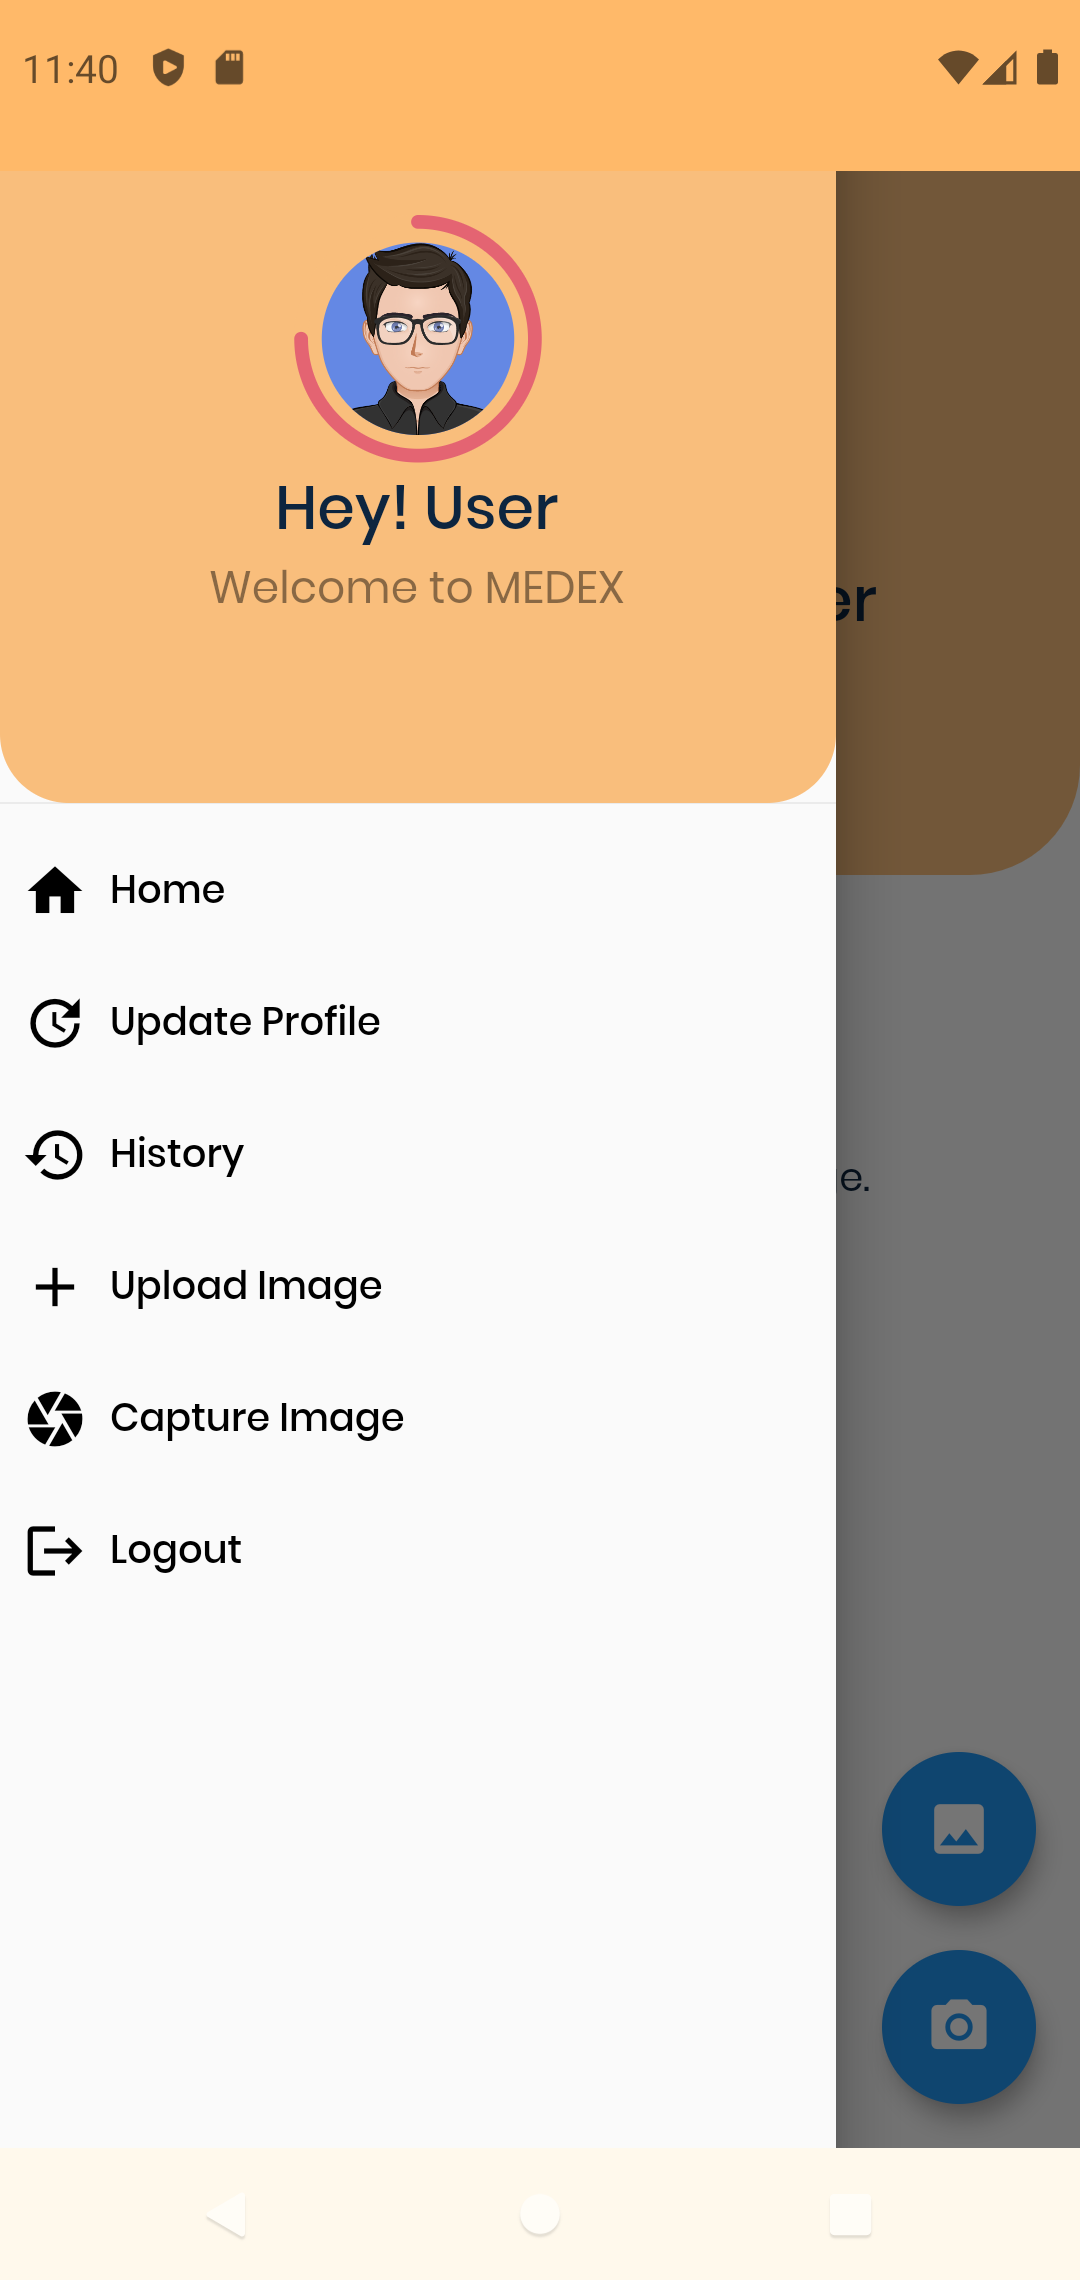 11:40
Hey! User
Welcome to MEDEX
er
Home
Update Profile
History
e.
Upload Image
Capture Image
Logout